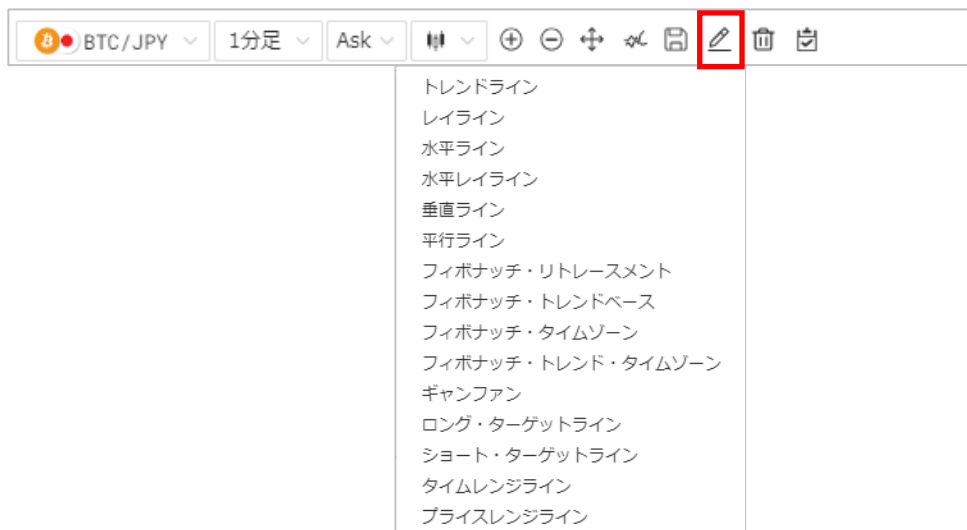 BTC/JPY 1分足 Ask
トレンドライン
レイライン
水平ライン
水平レイライン
垂直ライン
平行ライン
フィボナッチ・リトレースメント
フィボナッチ・トレンドベース
フィボナッチ・タイムゾーン
フィボナッチ・トレンド・タイムゾーン
ギャンファン
ロング・ターゲットライン
ショート・ターゲットライン
タイムレンジライン
プライスレンジライン